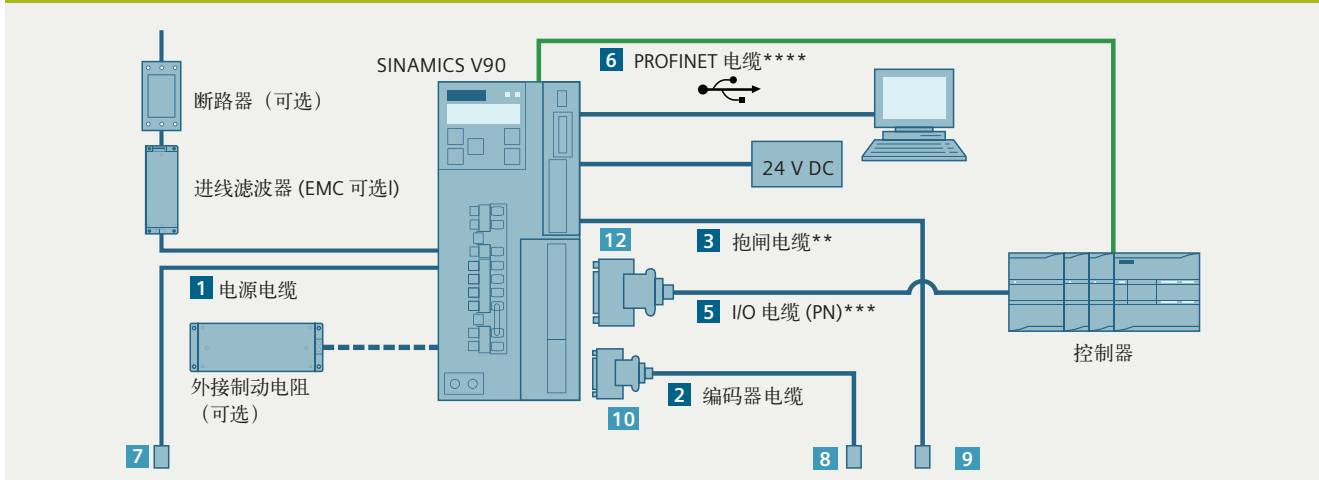 SINAMICS V90
6 PROFINET 电缆****
断路器（可选）
进线滤波器 (EMC 可选I)
24 V DC
12
3 抱闸电缆**
1 电源电缆
5 I/O 电缆 (PN)***
控制器
外接制动电阻
（可选）
2 编码器电缆
10
7
8
9